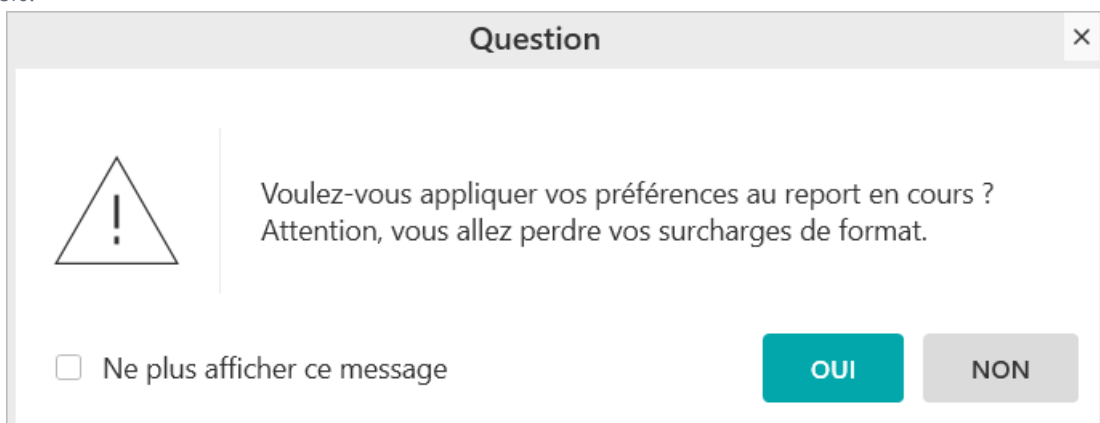 Question
Voulez-vous appliquer vos préférences au report en cours ?
Attention, vous allez perdre vos surcharges de format.
Ne plus afficher ce message
OUI
NON